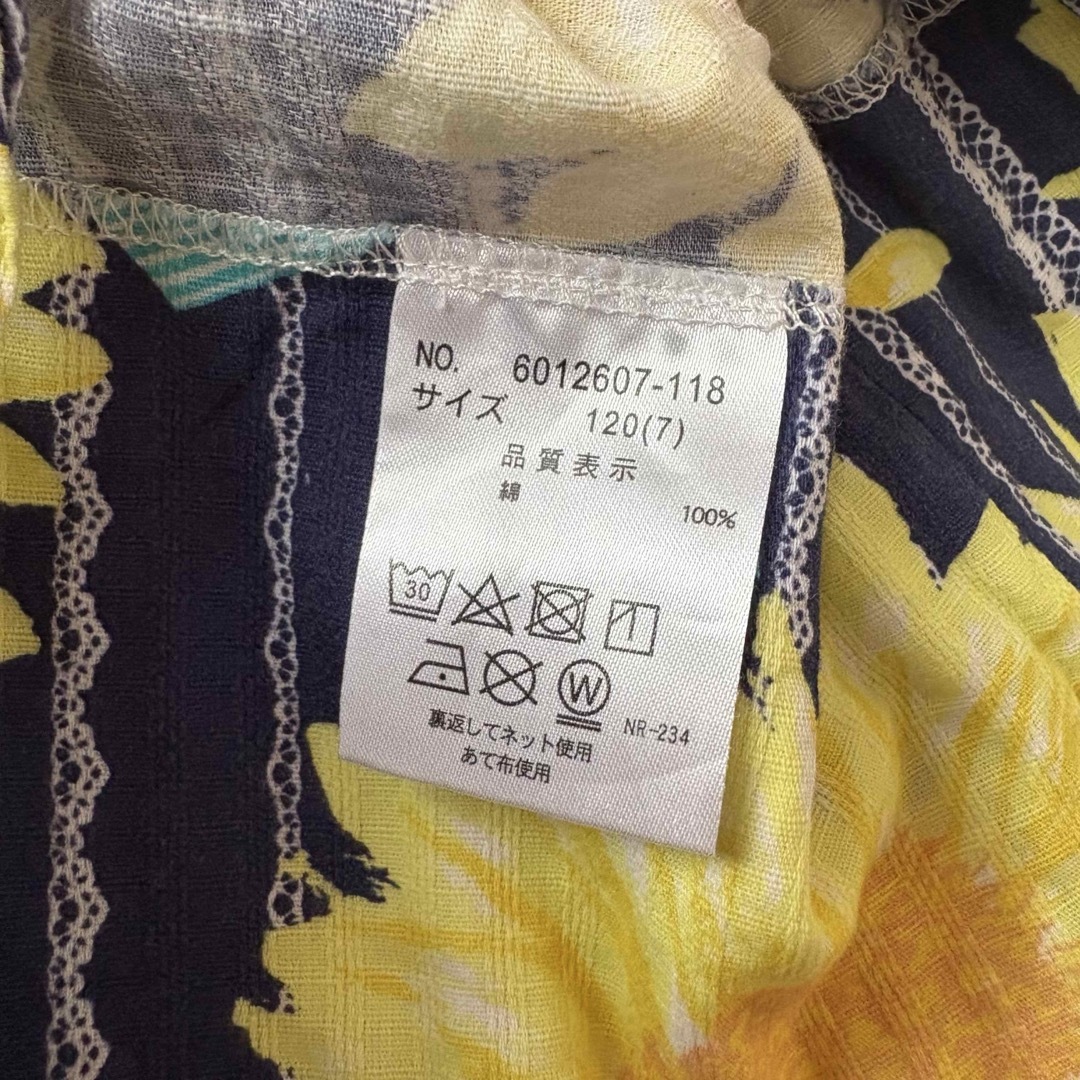 NO. 6012607-118
サイズ 120(7)
品質表示
綿 100%
30
W
NR-234
裏返してネット使用
あて布使用